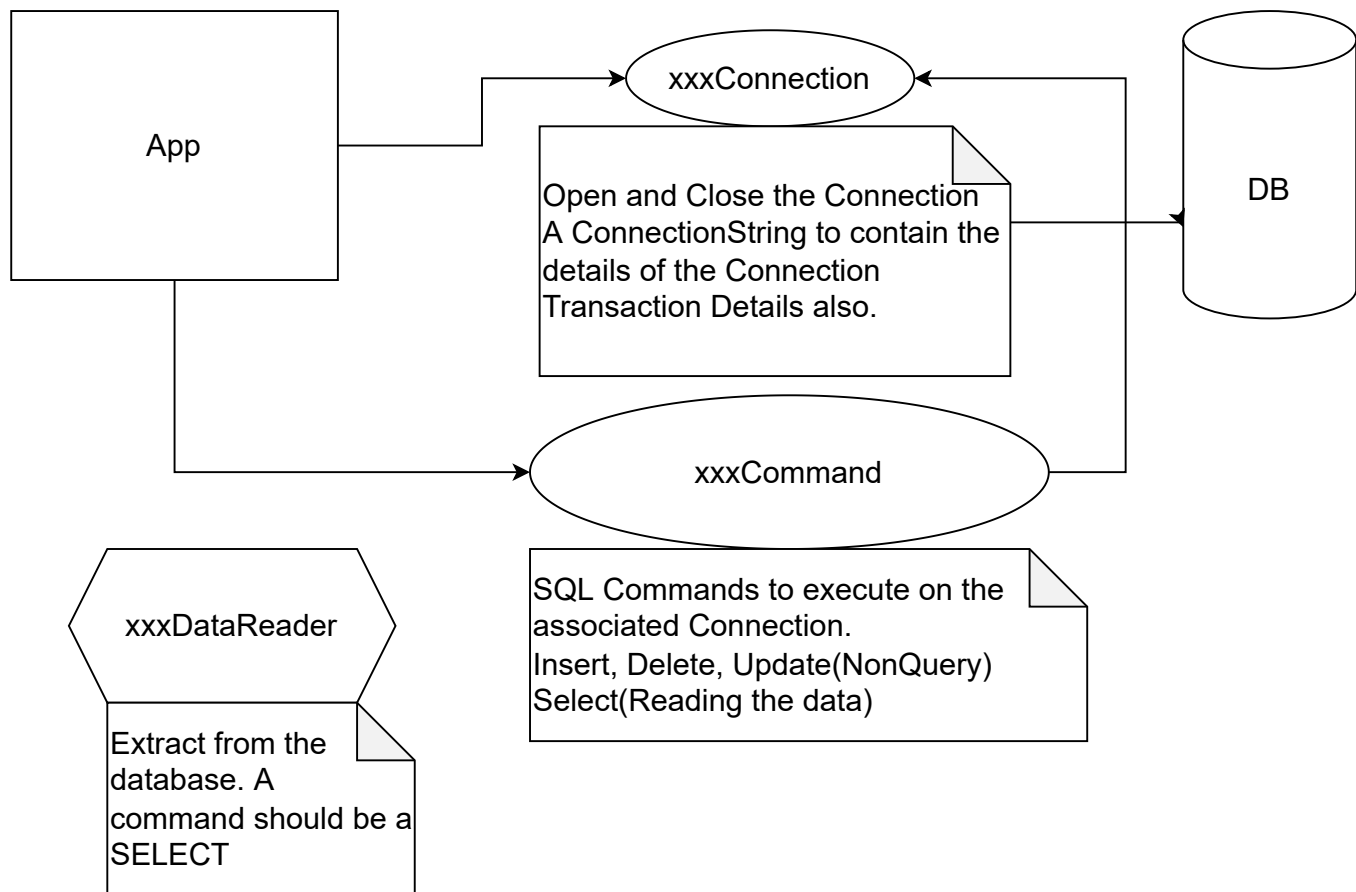 App
xxxConnection
DB
Open and Close the Connection
A ConnectionString to contain the
details of the Connection
Transaction Details also.
xxxCommand
SQL Commands to execute on the
associated Connection.
Insert, Delete, Update(NonQuery)
Select(Reading the data)
xxxDataReader
Extract from the
database. A
command should be a
SELECT